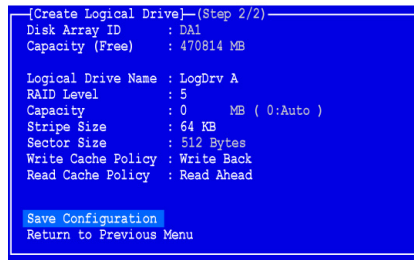 [Create Logical Drive]—(Step 2/2)
Disk Array ID : DA1
Capacity (Free) : 470814 MB
Logical Drive Name : LogDrv A
RAID Level : 5
Capacity : 0 MB ( 0:Auto )
Stripe Size : 64 KB
Sector Size : 512 Bytes
Write Cache Policy : Write Back
Read Cache Policy : Read Ahead
Save Configuration
Return to Previous Menu